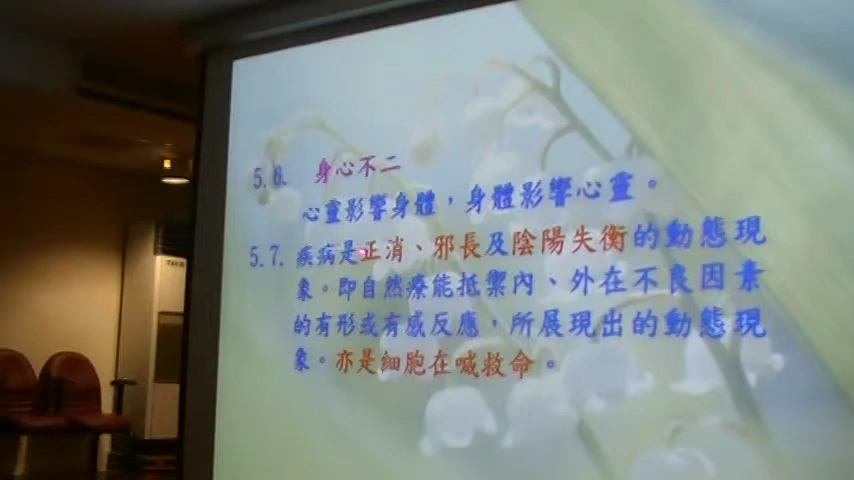 5.6. 身心不二
心靈影響身體，身體影響心靈。
5.7. 疾病是正消、邪長及陰陽失衡的動態現
象。即自然療能抵禦內、外在不良因素
的有形或有感反應，所展現出的動態現
象。亦是細胞在喊救命。